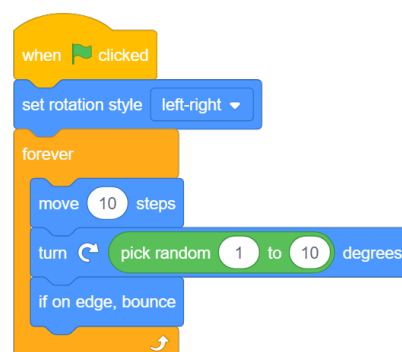 when clicked
set rotation style left-right
forever
move 10 steps
turn pick random 1 to 10 degrees
if on edge, bounce